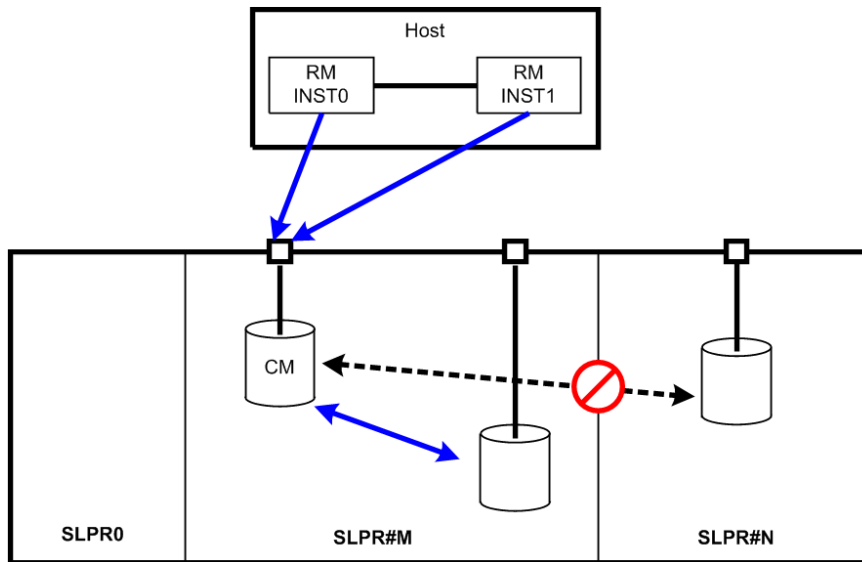 Host
RM
INST0
RM
INST1
CM
SLPR0
SLPR#M
SLPR#N